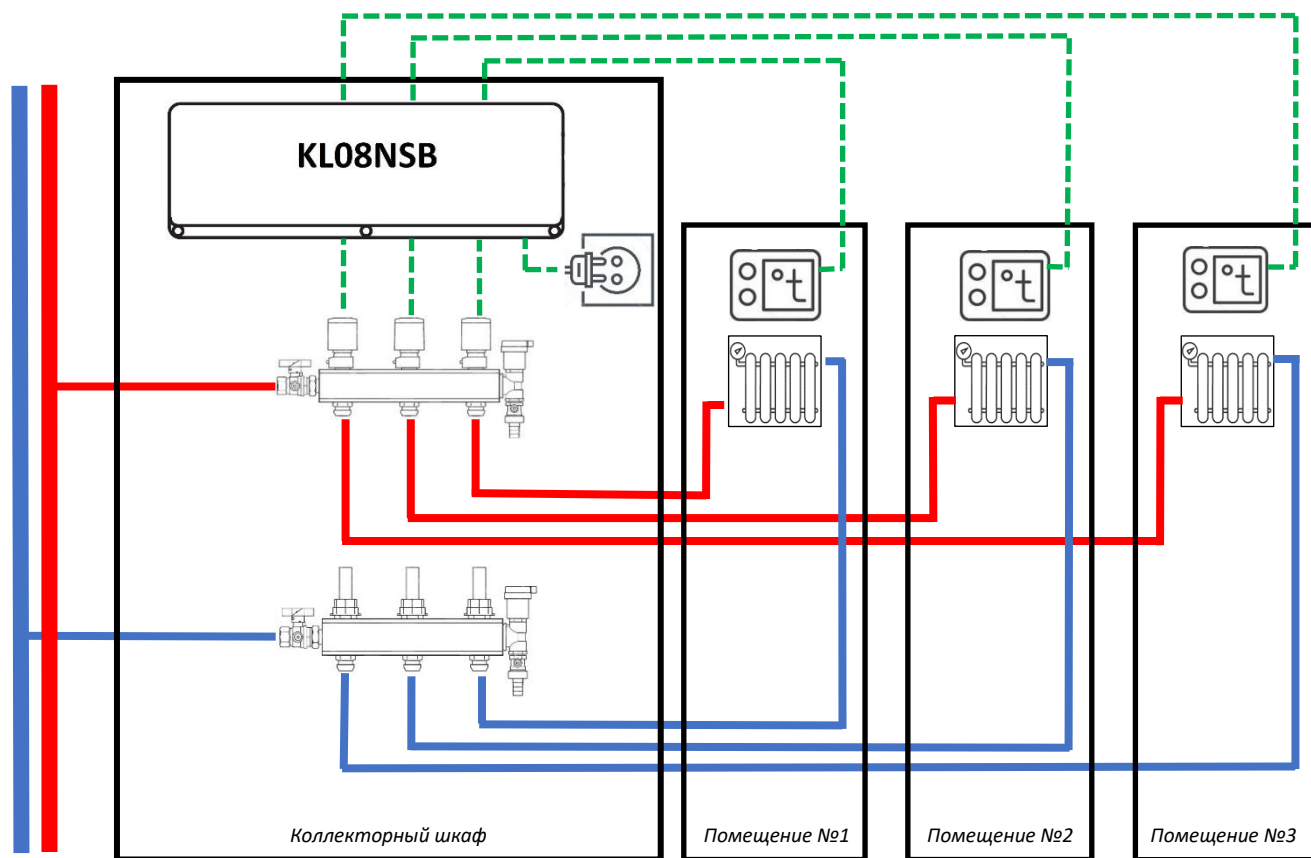 KL08NSB
°t
°t
°t
Коллекторный шкаф
Помещение №1
Помещение №2
Помещение №3